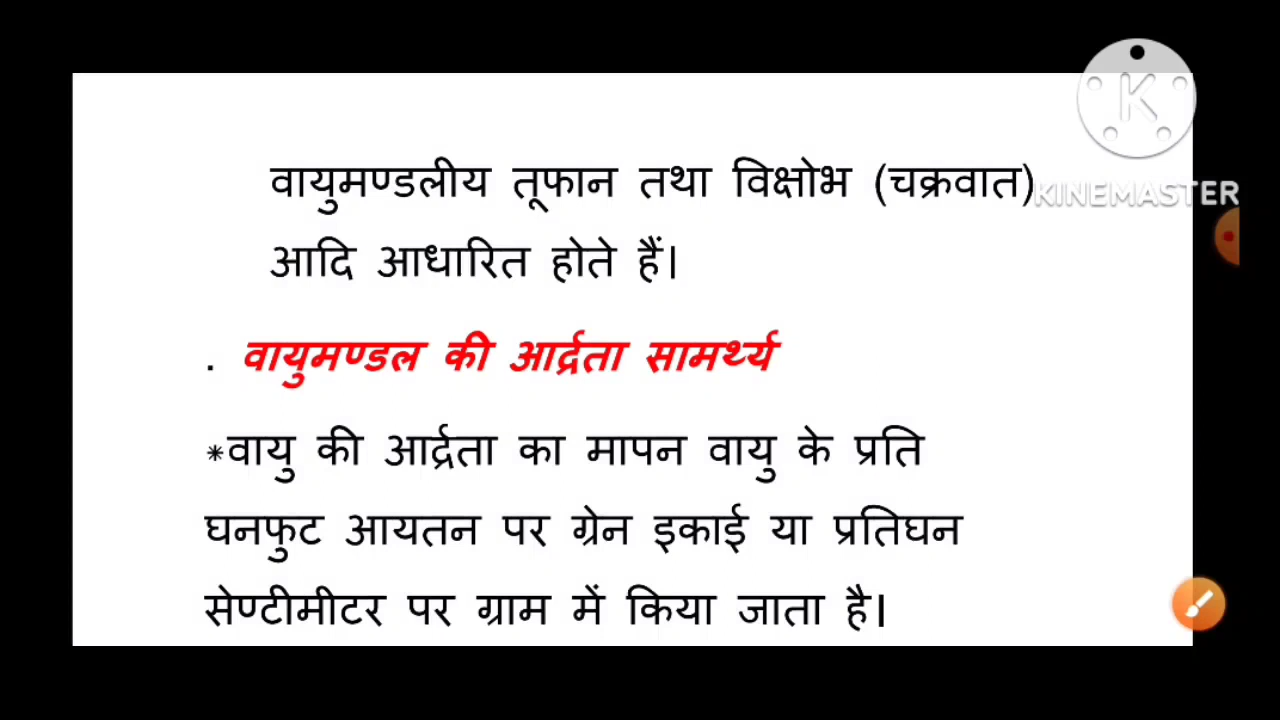 वायुमण्डलीय तूफान तथा विक्षोभ (चक्रवात)
KINEMASTER
आदि आधारित होते हैं।
. वायुमण्डल की आर्द्रता सामर्थ्य
*वायु की आर्द्रता का मापन वायु के प्रति
घनफुट आयतन पर ग्रेन इकाई या प्रतिघन
सेण्टीमीटर पर ग्राम में किया जाता है।